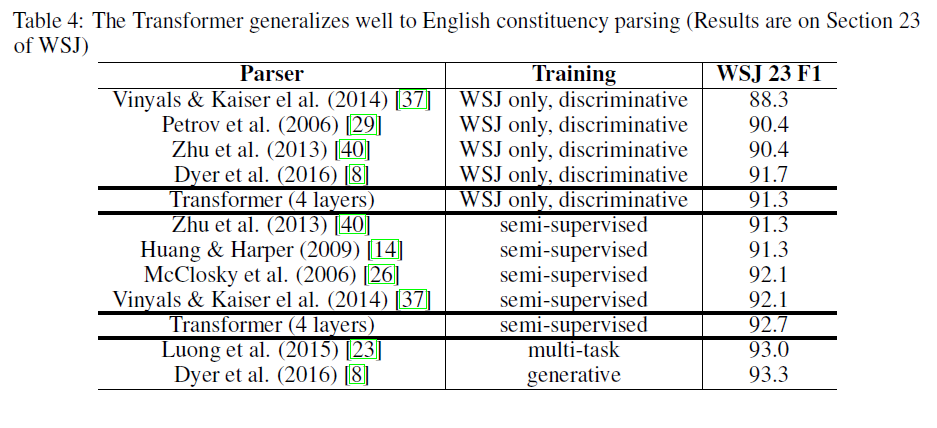 Table 4: The Transformer generalizes well to English constituency parsing (Results are on Section 23
of WSJ)
Parser Training WSJ 23 F1
Vinyals & Kaiser el al. (2014) [37] WSJ only, discriminative 88.3
Petrov et al. (2006) [29] WSJ only, discriminative 90.4
Zhu et al. (2013) [40] WSJ only, discriminative 90.4
Dyer et al. (2016) [8] WSJ only, discriminative 91.7
Transformer (4 layers) WSJ only, discriminative 91.3
Zhu et al. (2013) [40] semi-supervised 91.3
Huang & Harper (2009) [14] semi-supervised 91.3
McClosky et al. (2006) [26] semi-supervised 92.1
Vinyals & Kaiser el al. (2014) [37] semi-supervised 92.1
Transformer (4 layers) semi-supervised 92.7
Luong et al. (2015) [23] multi-task 93.0
Dyer et al. (2016) [8] generative 93.3